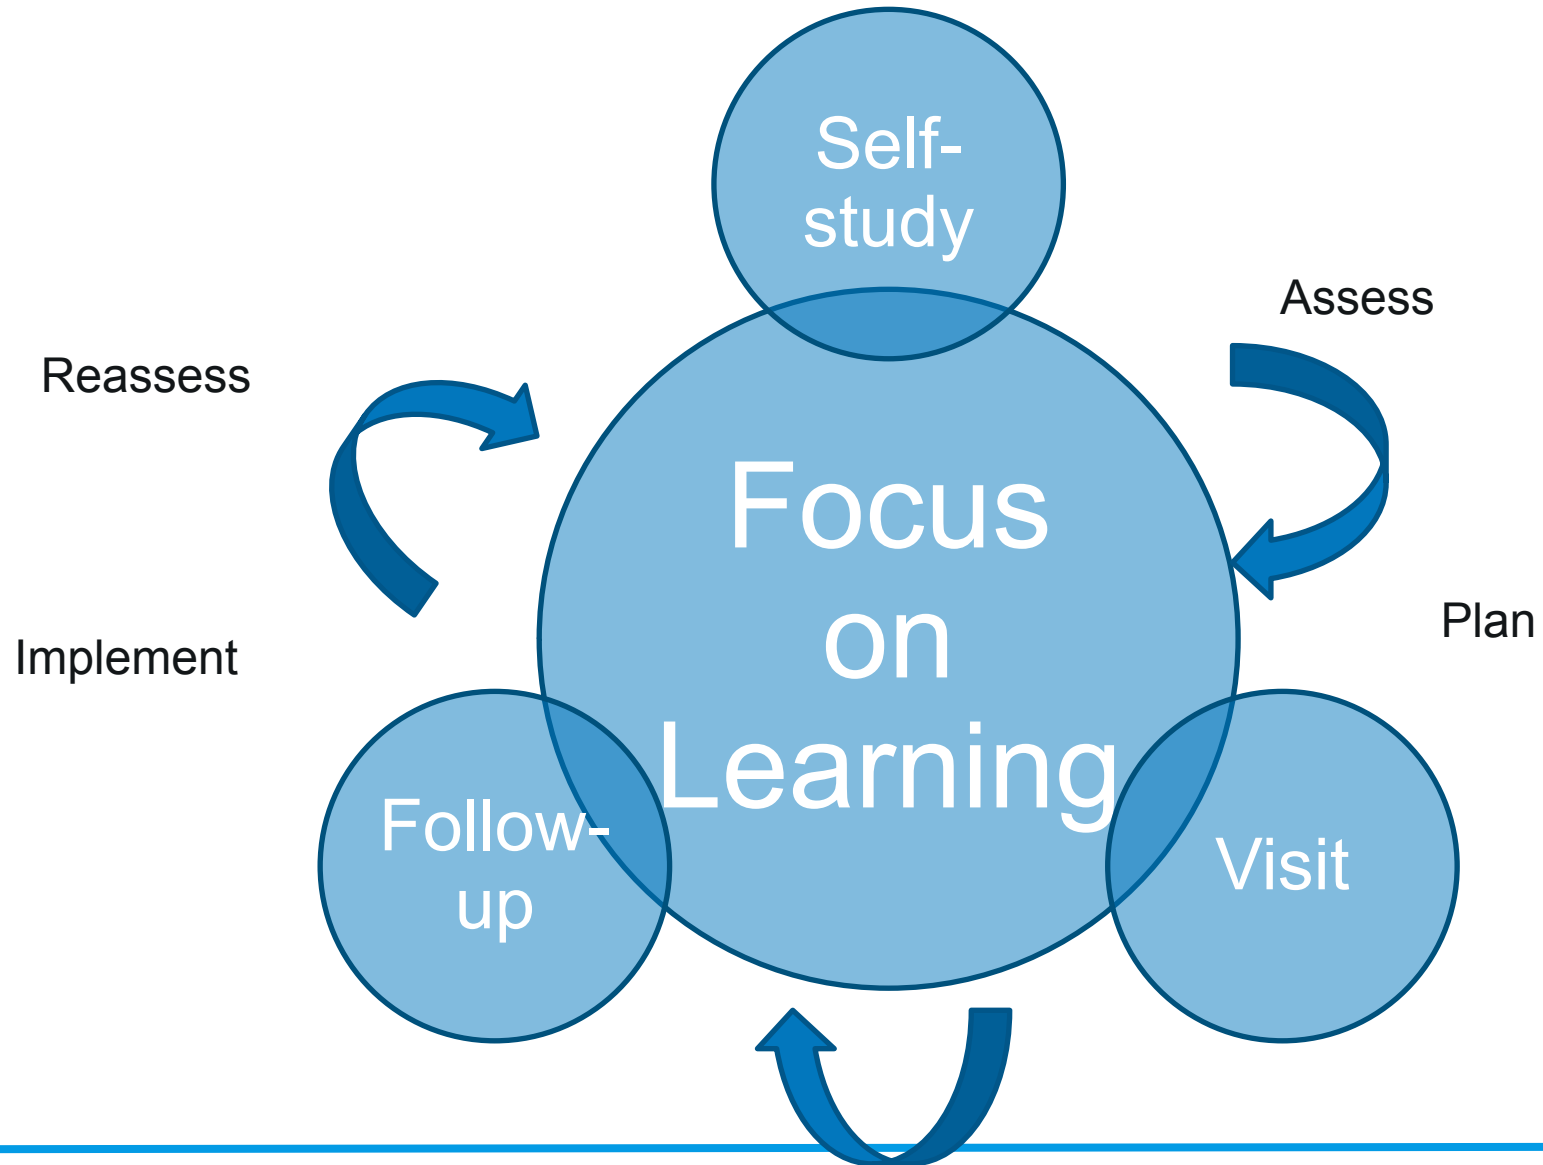 Self-
study
Assess
Reassess
Focus
on
Learning
Plan
Implement
Follow-
up
Visit